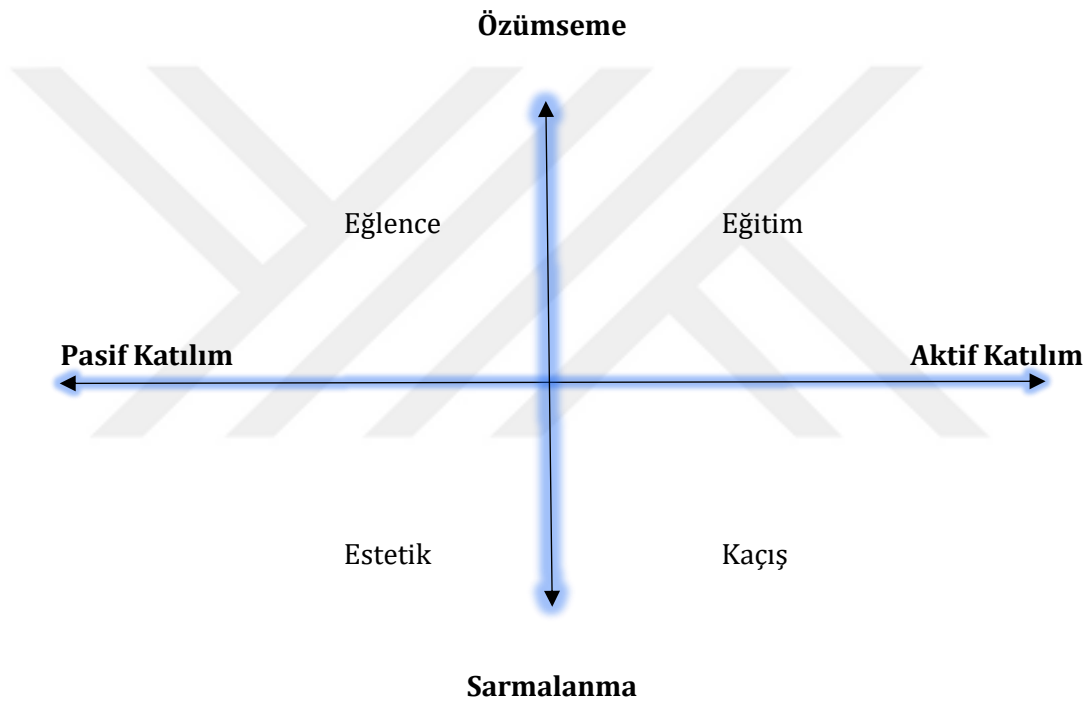 Özümseme
Eğlence
Eğitim
Pasif Katılım
Aktif Katılım
Estetik
Kaçış
Sarmalanma